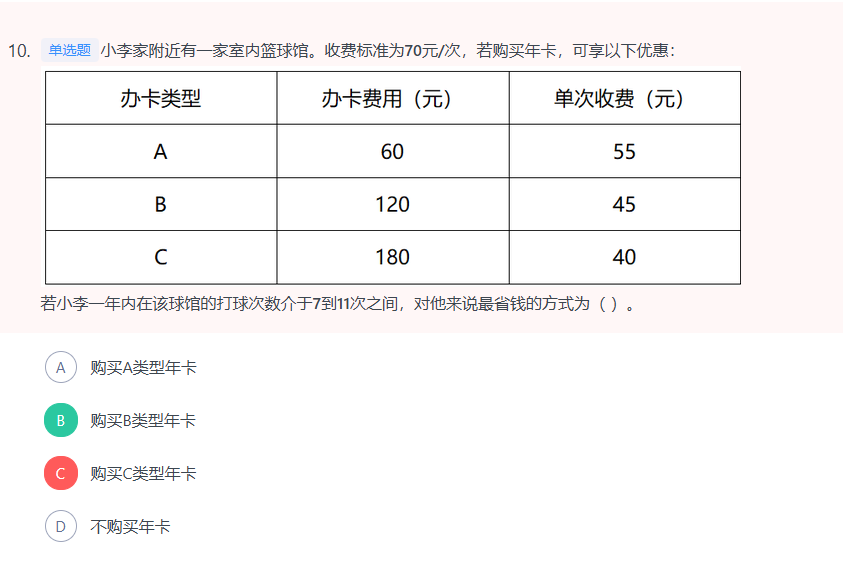 10. 单选题 小李家附近有一家室内篮球馆。收费标准为70元/次，若购买年卡，可享以下优惠：
办卡类型 办卡费用（元） 单次收费（元）
A 60 55
B 120 45
C 180 40
若小李一年内在该球馆的打球次数介于7到11次之间，对他来说最省钱的方式为（ ）。
A 购买A类型年卡
B 购买B类型年卡
C 购买C类型年卡
D 不购买年卡